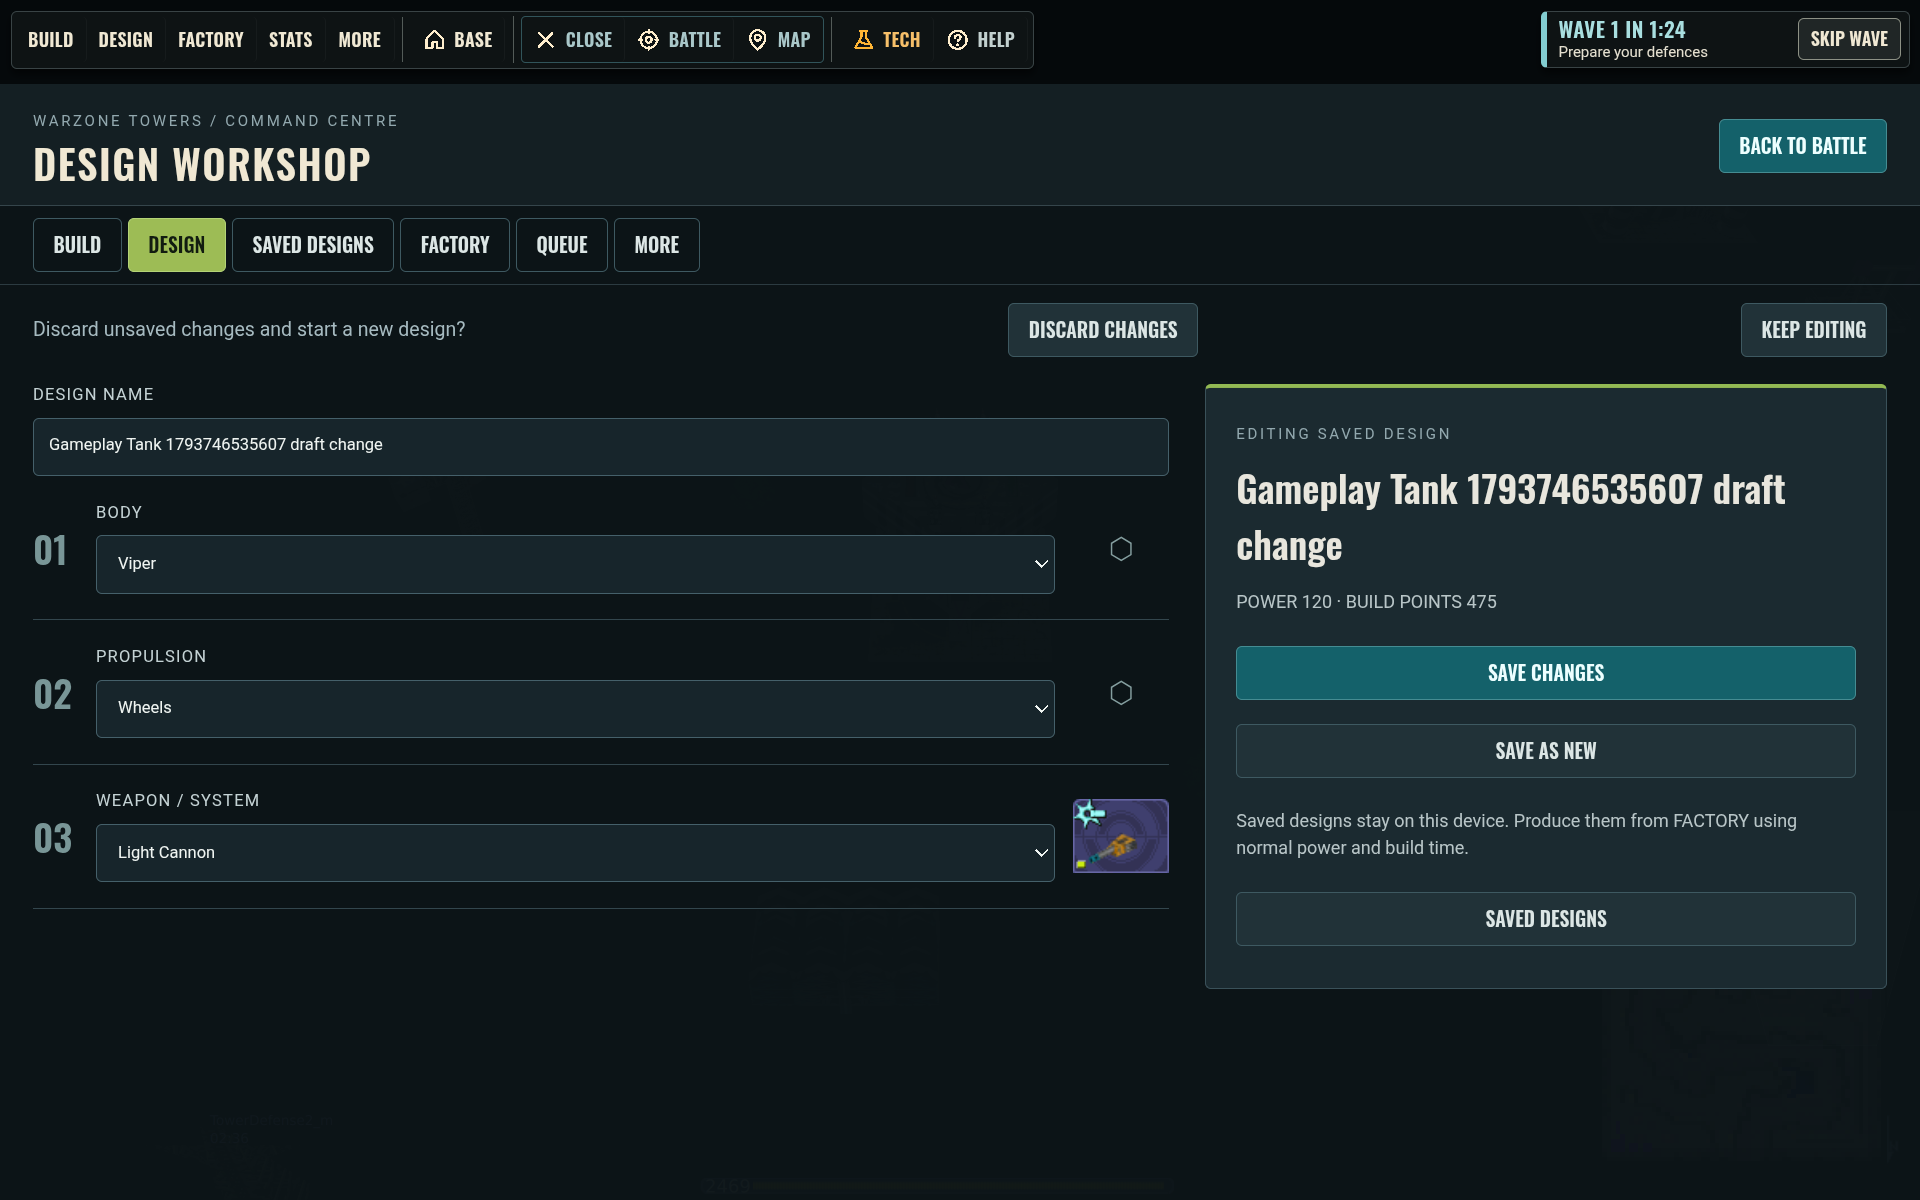 BUILD DESIGN FACTORY STATS MORE BASE CLOSE BATTLE MAP TECH HELP
WAVE 1 IN 1:24
Prepare your defences
SKIP WAVE
WARZONE TOWERS / COMMAND CENTRE
DESIGN WORKSHOP
BACK TO BATTLE
BUILD DESIGN SAVED DESIGNS FACTORY QUEUE MORE
Discard unsaved changes and start a new design?
DISCARD CHANGES
KEEP EDITING
DESIGN NAME
Gameplay Tank 1793746535607 draft change
01
BODY
Viper
02
PROPULSION
Wheels
03
WEAPON / SYSTEM
Light Cannon
EDITING SAVED DESIGN
Gameplay Tank 1793746535607 draft
change
POWER 120 · BUILD POINTS 475
SAVE CHANGES
SAVE AS NEW
Saved designs stay on this device. Produce them from FACTORY using
normal power and build time.
SAVED DESIGNS